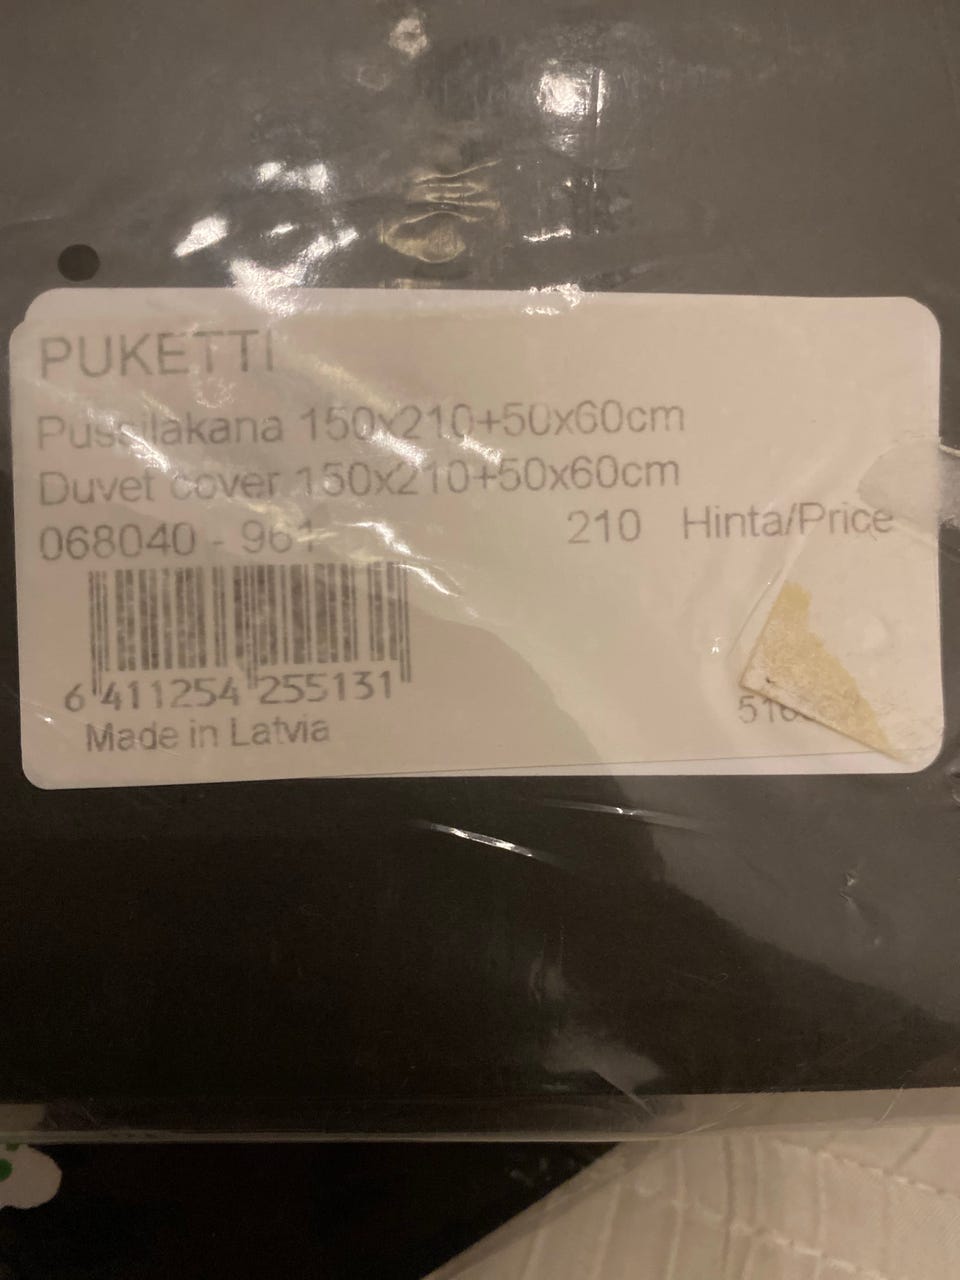 PUKETTI
Pussilakana 150x210+50x60cm
Duvet cover 150x210+50x60cm
068040 - 961 210 Hinta/Price
6 411254 255131
Made in Latvia